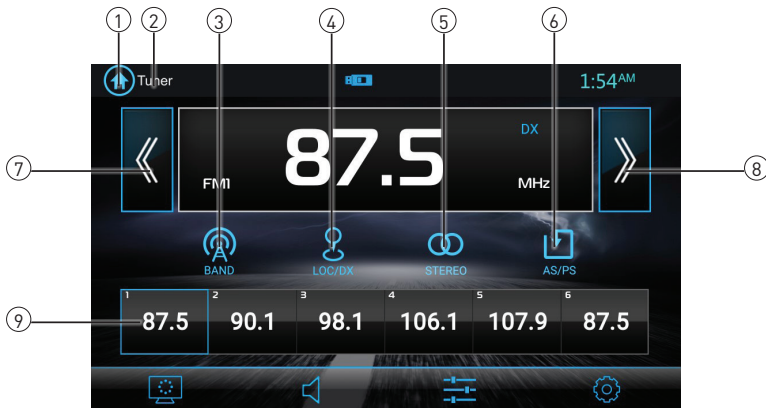 1 2 3 4 5 6
Tuner 1:54AM
DX
7 87.5 8
FM1 MHz
BAND LOC/DX STEREO AS/PS
1 2 3 4 5 6
9 87.5 90.1 98.1 106.1 107.9 87.5